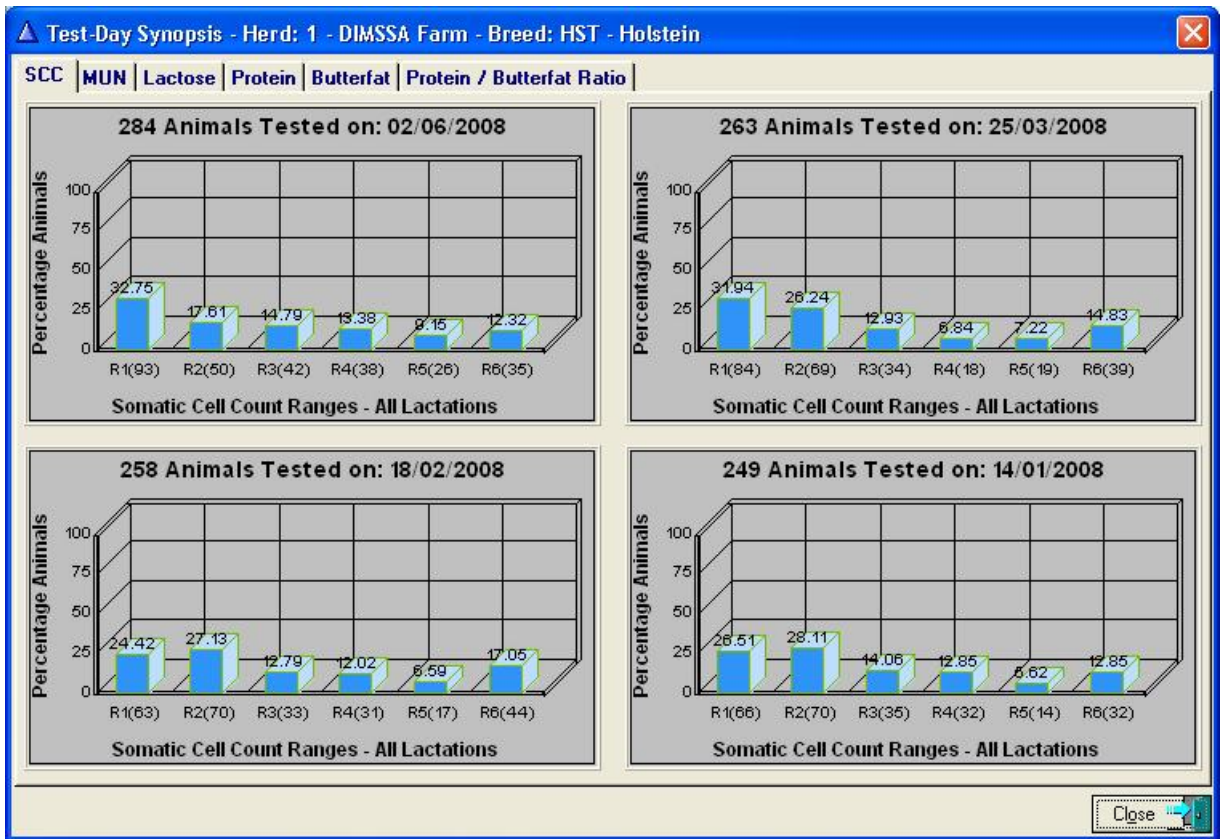 Test-Day Synopsis - Herd: 1 - DIMSSA Farm - Breed: HST - Holstein
SCC MUN Lactose Protein Butterfat Protein / Butterfat Ratio
284 Animals Tested on: 02/06/2008
Percentage Animals
100
75
50
25
0
32.75 17.61 14.79 13.38 9.15 12.32
R1(93) R2(50) R3(42) R4(38) R5(26) R6(35)
Somatic Cell Count Ranges - All Lactations
263 Animals Tested on: 25/03/2008
Percentage Animals
100
75
50
25
0
31.94 26.24 12.93 6.84 7.22 14.83
R1(84) R2(69) R3(34) R4(18) R5(19) R6(39)
Somatic Cell Count Ranges - All Lactations
258 Animals Tested on: 18/02/2008
Percentage Animals
100
75
50
25
0
24.42 27.13 12.79 12.02 6.59 17.05
R1(63) R2(70) R3(33) R4(31) R5(17) R6(44)
Somatic Cell Count Ranges - All Lactations
249 Animals Tested on: 14/01/2008
Percentage Animals
100
75
50
25
0
26.51 28.11 14.06 12.85 5.62 12.85
R1(66) R2(70) R3(35) R4(32) R5(14) R6(32)
Somatic Cell Count Ranges - All Lactations
Close